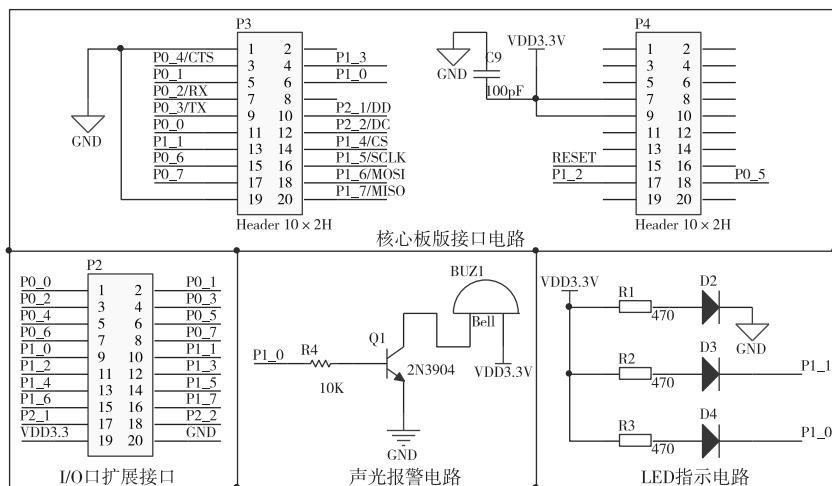 P3
1 2
P0_4/CTS 3 4 P1_3
P0_1 5 6 P1_0
P0_2/RX 7 8
P0_3/TX 9 10 P2_1/DD
P0_0 11 12 P2_2/DC
P1_1 13 14 P1_4/CS
P0_6 15 16 P1_5/SCLK
P0_7 17 18 P1_6/MOSI
19 20 P1_7/MISO
Header 10×2H
GND
GND
C9
100pF
VDD3.3V
P4
1 2
3 4
5 6
7 8
9 10
11 12
13 14
RESET 15 16
P1_2 17 18 P0_5
19 20
Header 10×2H
核心板版接口电路
P2
P0_0 1 2 P0_1
P0_2 3 4 P0_3
P0_4 5 6 P0_5
P0_6 7 8 P0_7
P1_0 9 10 P1_1
P1_2 11 12 P1_3
P1_4 13 14 P1_5
P1_6 15 16 P1_7
P2_1 17 18 P2_2
VDD3.3 19 20 GND
I/O口扩展接口
BUZ1
Bell
VDD3.3V
Q1
2N3904
P1_0
R4
10K
GND
声光报警电路
VDD3.3V
R1
470
D2
GND
R2
470
D3
P1_1
R3
470
D4
P1_0
LED指示电路